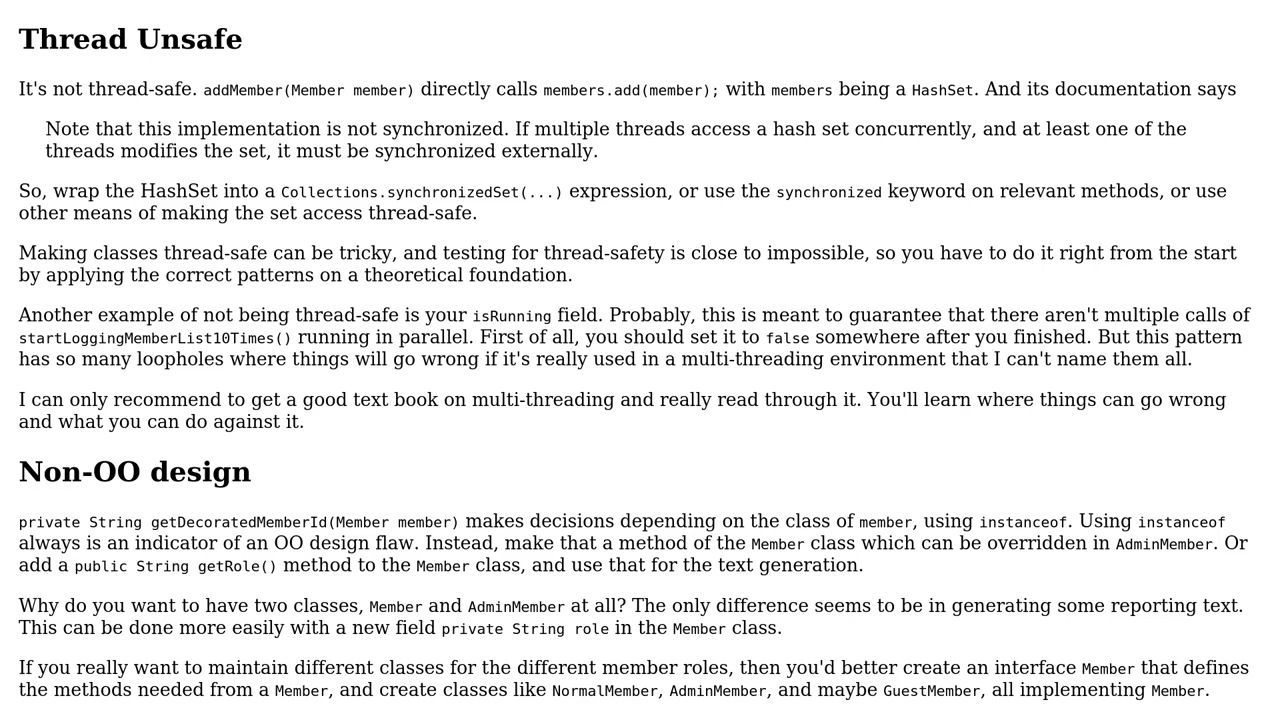 Thread Unsafe
It's not thread-safe. addMember(Member member) directly calls members.add(member); with members being a HashSet. And its documentation says
Note that this implementation is not synchronized. If multiple threads access a hash set concurrently, and at least one of the
threads modifies the set, it must be synchronized externally.
So, wrap the HashSet into a Collections.synchronizedSet(...) expression, or use the synchronized keyword on relevant methods, or use
other means of making the set access thread-safe.
Making classes thread-safe can be tricky, and testing for thread-safety is close to impossible, so you have to do it right from the start
by applying the correct patterns on a theoretical foundation.
Another example of not being thread-safe is your isRunning field. Probably, this is meant to guarantee that there aren't multiple calls of
startLoggingMemberList10Times() running in parallel. First of all, you should set it to false somewhere after you finished. But this pattern
has so many loopholes where things will go wrong if it's really used in a multi-threading environment that I can't name them all.
I can only recommend to get a good text book on multi-threading and really read through it. You'll learn where things can go wrong
and what you can do against it.
Non-OO design
private String getDecoratedMemberId(Member member) makes decisions depending on the class of member, using instanceof. Using instanceof
always is an indicator of an OO design flaw. Instead, make that a method of the Member class which can be overridden in AdminMember. Or
add a public String getRole() method to the Member class, and use that for the text generation.
Why do you want to have two classes, Member and AdminMember at all? The only difference seems to be in generating some reporting text.
This can be done more easily with a new field private String role in the Member class.
If you really want to maintain different classes for the different member roles, then you'd better create an interface Member that defines
the methods needed from a Member, and create classes like NormalMember, AdminMember, and maybe GuestMember, all implementing Member.